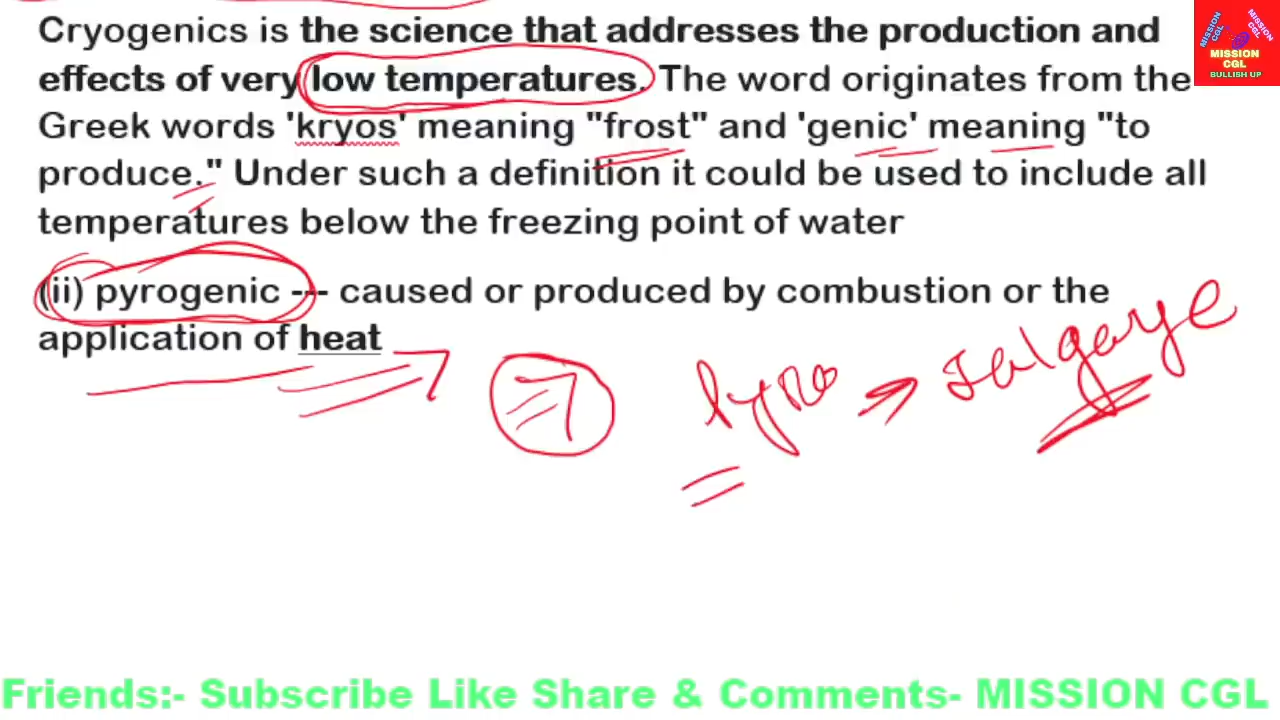 Cryogenics is the science that addresses the production and
effects of very low temperatures. The word originates from the
Greek words 'kryos' meaning "frost" and 'genic' meaning "to
produce." Under such a definition it could be used to include all
temperatures below the freezing point of water
(ii) pyrogenic --- caused or produced by combustion or the
application of heat
pyro
MISSION CGL
MISSION CGL
MISSION
CGL
BULLISH UP
Friends:- Subscribe Like Share & Comments- MISSION CGL